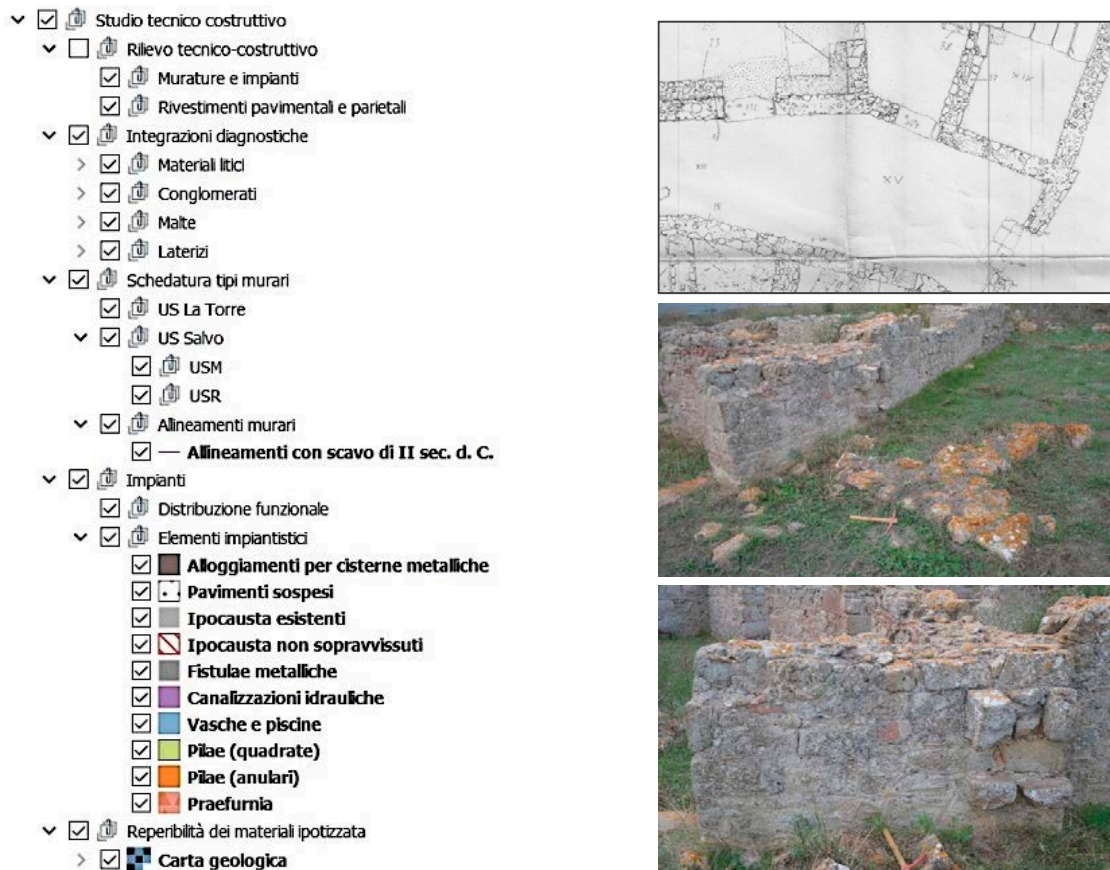 Studio tecnico costruttivo
Rilievo tecnico-costruttivo
Murature e impianti
Rivestimenti pavimentali e parietali
Integrazioni diagnostiche
Materiali litici
Conglomerati
Malte
Laterizi
Schedatura tipi murari
US La Torre
US Salvo
USM
USR
Allineamenti murari
Allineamenti con scavo di II sec. d. C.
Impianti
Distribuzione funzionale
Elementi impiantistici
Alloggiamenti per cisterne metalliche
Pavimenti sospesi
Ipocausta esistenti
Ipocausta non sopravvissuti
Fistulae metalliche
Canalizzazioni idrauliche
Vasche e piscine
Pilae (quadrate)
Pilae (anulari)
Praefurnia
Reperibilità dei materiali ipotizzata
Carta geologica
XIX
XV